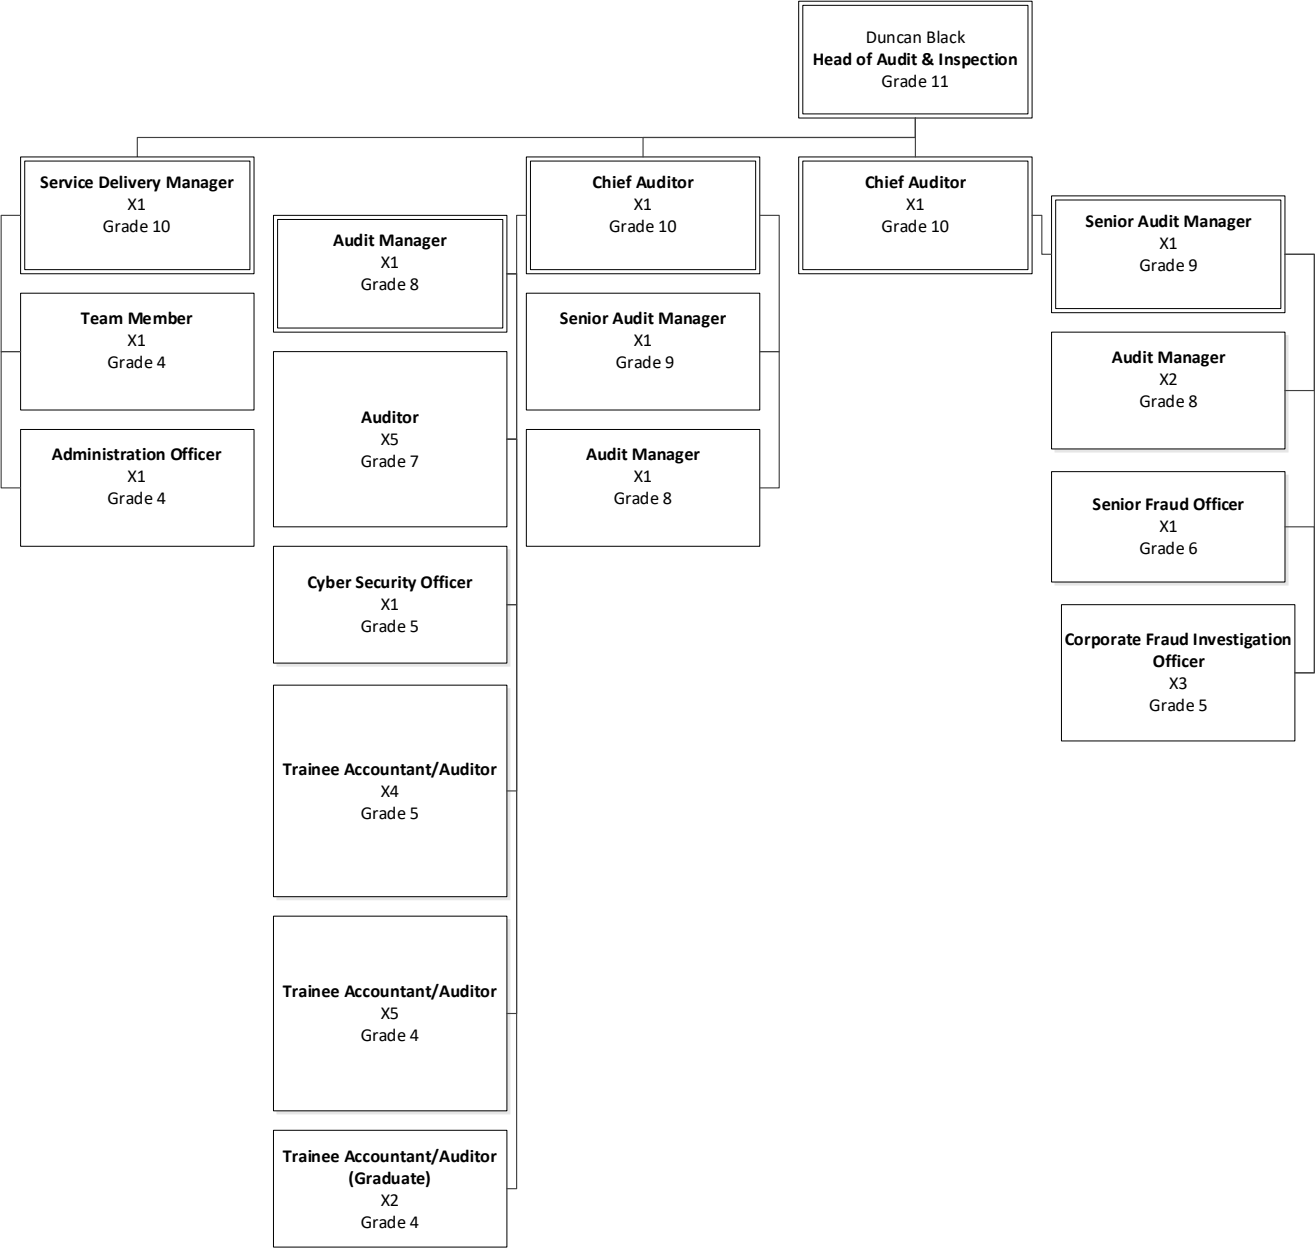 Duncan Black
Head of Audit & Inspection
Grade 11
Service Delivery Manager
X1
Grade 10
Team Member
X1
Grade 4
Administration Officer
X1
Grade 4
Audit Manager
X1
Grade 8
Auditor
X5
Grade 7
Cyber Security Officer
X1
Grade 5
Trainee Accountant/Auditor
X4
Grade 5
Trainee Accountant/Auditor
X5
Grade 4
Trainee Accountant/Auditor
(Graduate)
X2
Grade 4
Chief Auditor
X1
Grade 10
Senior Audit Manager
X1
Grade 9
Audit Manager
X1
Grade 8
Chief Auditor
X1
Grade 10
Senior Audit Manager
X1
Grade 9
Audit Manager
X2
Grade 8
Senior Fraud Officer
X1
Grade 6
Corporate Fraud Investigation
Officer
X3
Grade 5